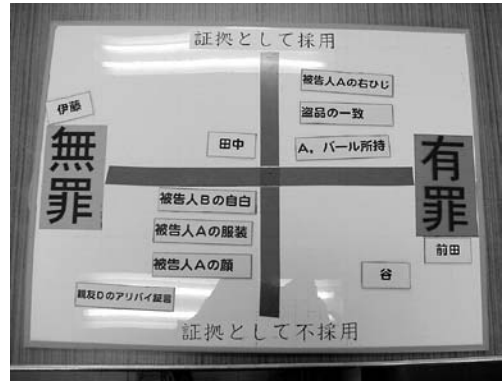 証拠として採用
被告人Aの右ひじ
伊藤
盗品の一致
田中
A，バール所持
無罪
有罪
被告人Bの自白
被告人Aの服装
前田
被告人Aの顔
谷
親友Dのアリバイ証言
証拠として不採用